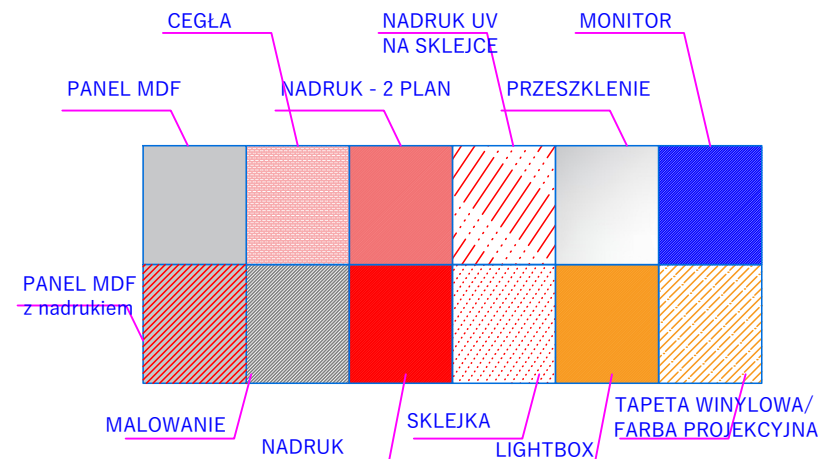 CEGŁA
NADRUK UV
NA SKLEJCE
MONITOR
PANEL MDF
NADRUK - 2 PLAN
PRZESZKLENIE
PANEL MDF
z nadrukiem
MALOWANIE
NADRUK
SKLEJKA
LIGHTBOX
TAPETA WINYLOWA/
FARBA PROJEKCYJNA